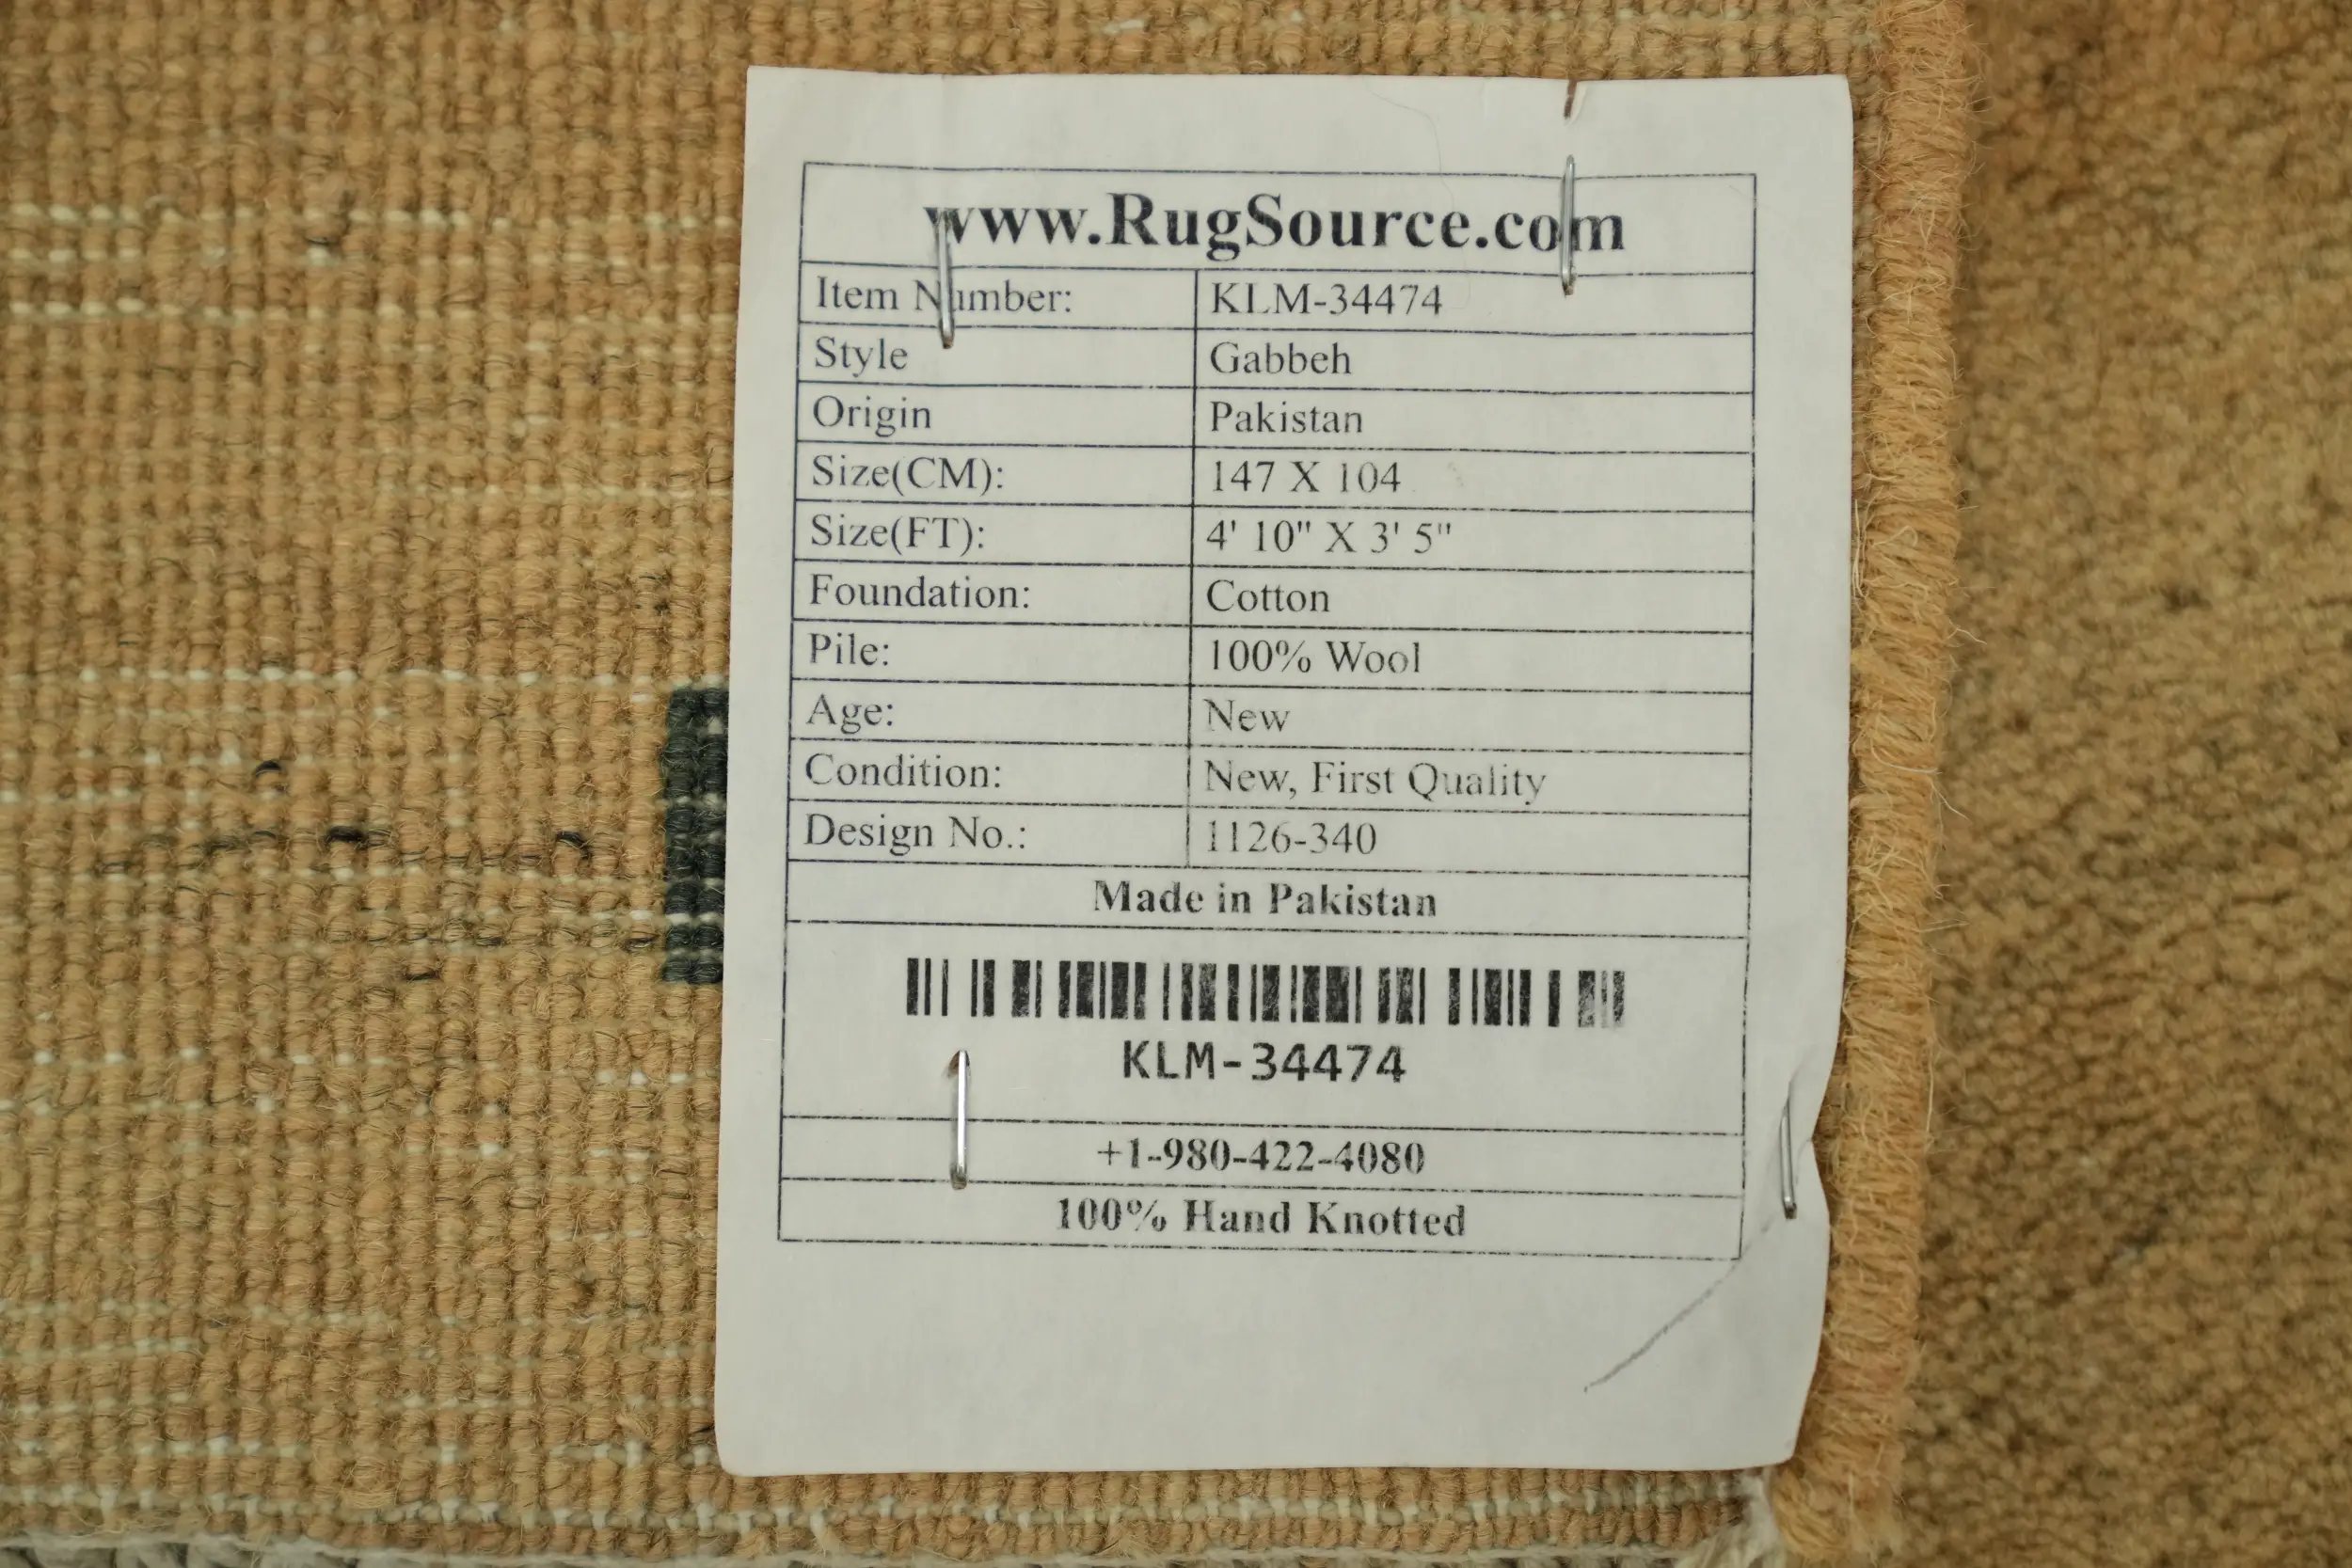 www.RugSource.com
Item Number: KLM-34474
Style Gabbeh
Origin Pakistan
Size(CM): 147 X 104
Size(FT): 4' 10" X 3' 5"
Foundation: Cotton
Pile: 100% Wool
Age: New
Condition: New, First Quality
Design No.: 1126-340
Made in Pakistan
KLM-34474
+1-980-422-4080
100% Hand Knotted